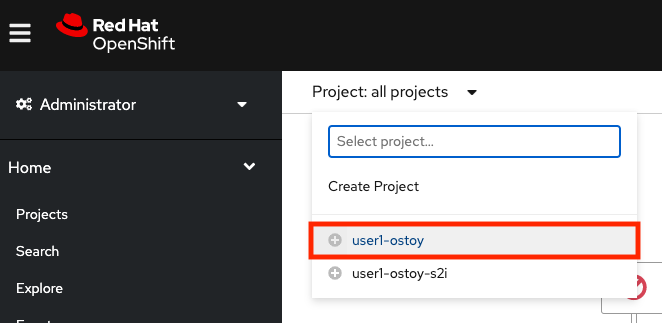 Red Hat
OpenShift
Administrator
Project: all projects
Select project...
Home
Create Project
Projects
user1-ostoy
Search
user1-ostoy-s2i
Explore